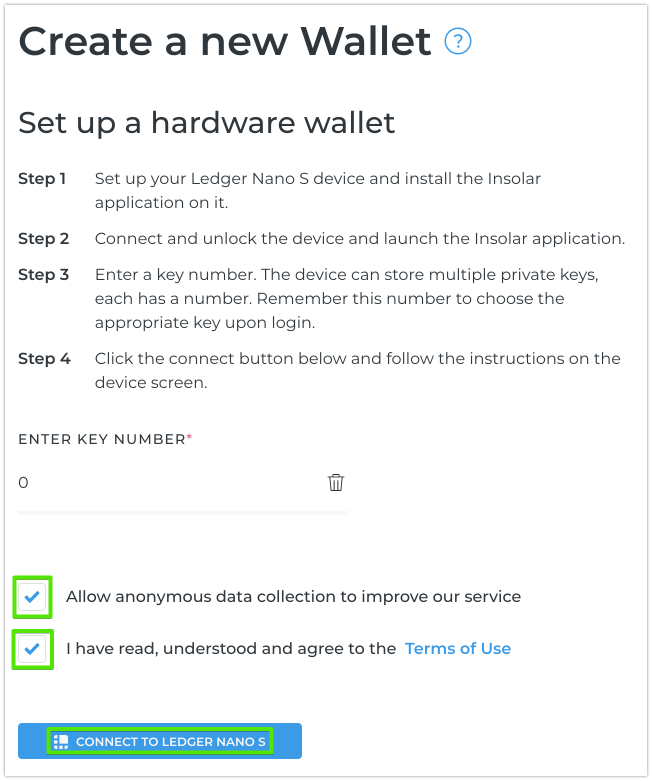 Create a new Wallet ?
Set up a hardware wallet
Step 1 Set up your Ledger Nano S device and install the Insolar
application on it.
Step 2 Connect and unlock the device and launch the Insolar application.
Step 3 Enter a key number. The device can store multiple private keys,
each has a number. Remember this number to choose the
appropriate key upon login.
Step 4 Click the connect button below and follow the instructions on the
device screen.
ENTER KEY NUMBER*
0
Allow anonymous data collection to improve our service
I have read, understood and agree to the Terms of Use
CONNECT TO LEDGER NANO S